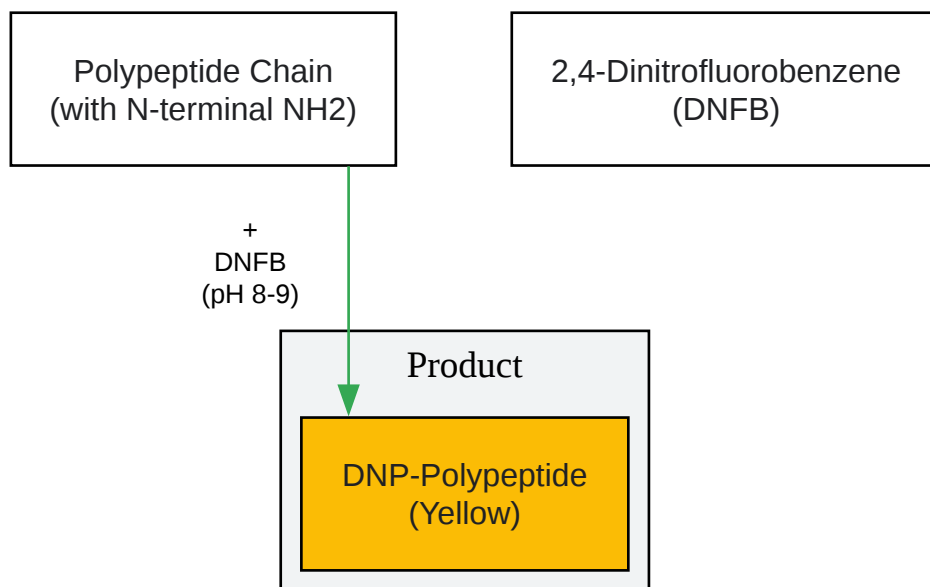 Polypeptide Chain
(with N-terminal NH2)
2,4-Dinitrofluorobenzene
(DNFB)
+
DNFB
(pH 8-9)
Product
DNP-Polypeptide
(Yellow)